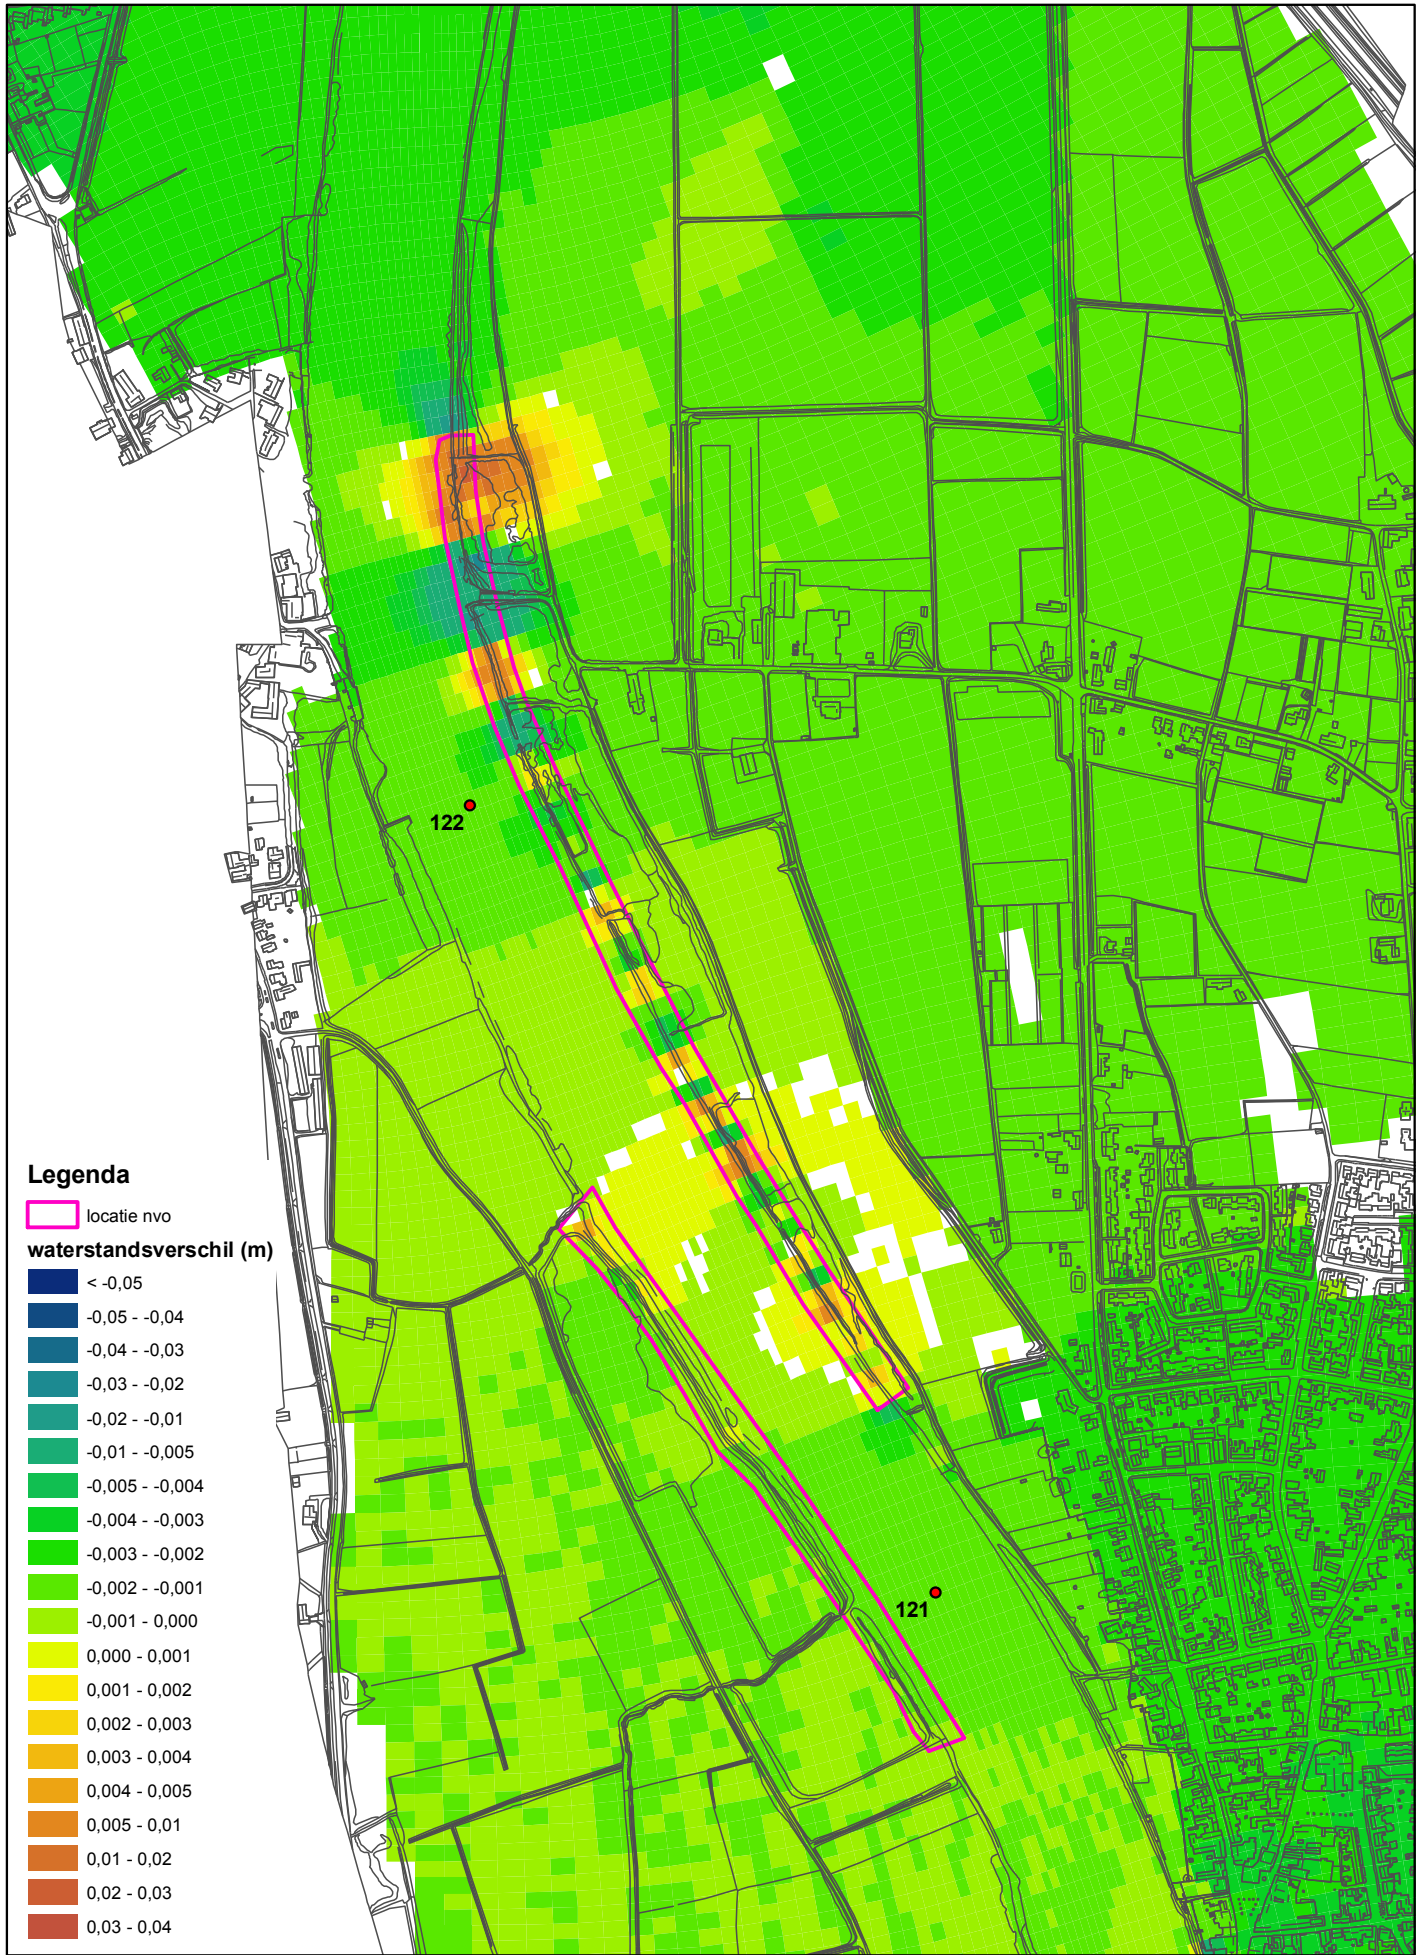 122
Legenda
locatie nvo
waterstandsverschil (m)
< -0,05
-0,05 - -0,04
-0,04 - -0,03
-0,03 - -0,02
-0,02 - -0,01
-0,01 - -0,005
-0,005 - -0,004
-0,004 - -0,003
-0,003 - -0,002
-0,002 - -0,001
-0,001 - 0,000
0,000 - 0,001
0,001 - 0,002
0,002 - 0,003
0,003 - 0,004
0,004 - 0,005
0,005 - 0,01
0,01 - 0,02
0,02 - 0,03
0,03 - 0,04
121